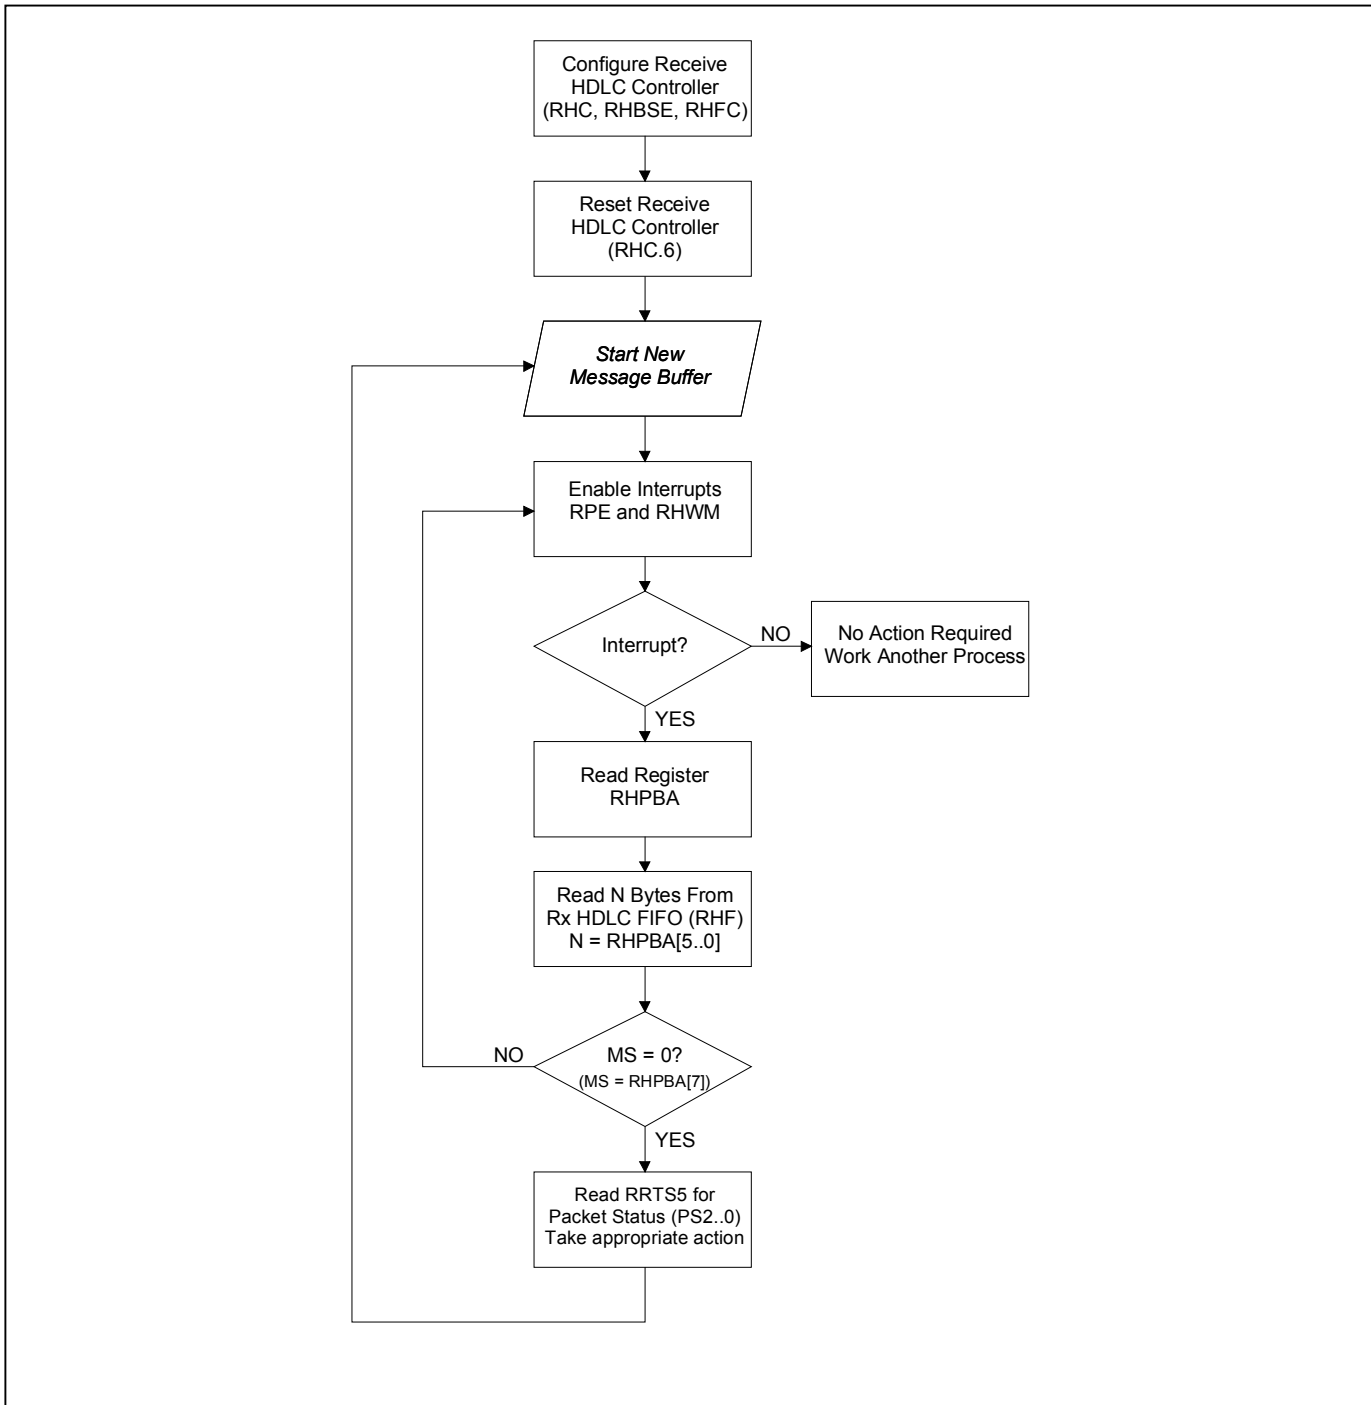 Configure Receive
HDLC Controller
(RHC, RHBSE, RHFC)
Reset Receive
HDLC Controller
(RHC.6)
Start New
Message Buffer
Enable Interrupts
RPE and RHWM
Interrupt?
NO
No Action Required
Work Another Process
YES
Read Register
RHPBA
Read N Bytes From
Rx HDLC FIFO (RHF)
N = RHPBA[5..0]
NO
MS = 0?
(MS = RHPBA[7])
YES
Read RRTS5 for
Packet Status (PS2..0)
Take appropriate action